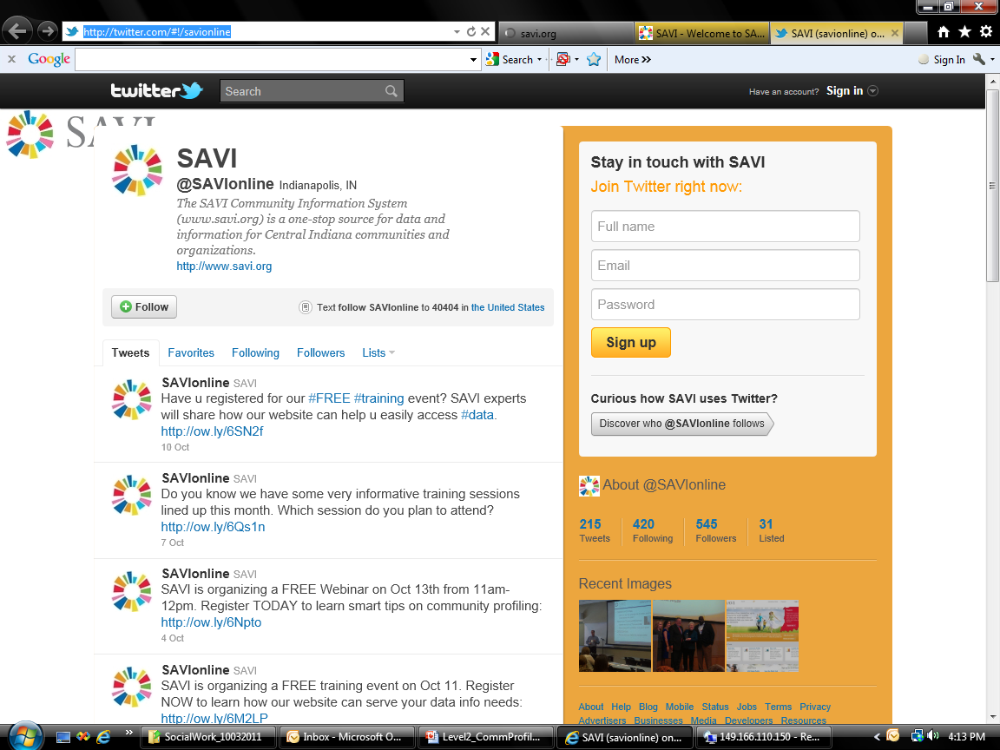 http://twitter.com/#!/savionline
savi.org
SAVI - Welcome to SA...
SAVI (savionline) o...
x Google
Search
More »
Sign In
twitter
Search
Have an account? Sign in
SAVI
SAVI
@SAVIonline Indianapolis, IN
The SAVI Community Information System
(www.savi.org) is a one-stop source for data and
information for Central Indiana communities and
organizations.
http://www.savi.org
Follow
Text follow SAVIonline to 40404 in the United States
Tweets Favorites Following Followers Lists
SAVIonline SAVI
Have u registered for our #FREE #training event? SAVI experts
will share how our website can help u easily access #data.
http://ow.ly/6SN2f
10 Oct
SAVIonline SAVI
Do you know we have some very informative training sessions
lined up this month. Which session do you plan to attend?
http://ow.ly/6Qs1n
7 Oct
SAVIonline SAVI
SAVI is organizing a FREE Webinar on Oct 13th from 11am-
12pm. Register TODAY to learn smart tips on community profiling:
http://ow.ly/6Npto
4 Oct
SAVIonline SAVI
SAVI is organizing a FREE training event on Oct 11. Register
NOW to learn how our website can serve your data info needs:
http://ow.ly/6M2LP
Stay in touch with SAVI
Join Twitter right now:
Full name
Email
Password
Sign up
Curious how SAVI uses Twitter?
Discover who @SAVIonline follows
About @SAVIonline
215 420 545 31
Tweets Following Followers Listed
Recent Images
About Help Blog Mobile Status Jobs Terms Privacy
Advertisers Businesses Media Developers Resources
SocialWork_10032011
Inbox - Microsoft O...
Level2_CommProfil...
SAVI (savionline) on...
149.166.110.150 - Re...
4:13 PM